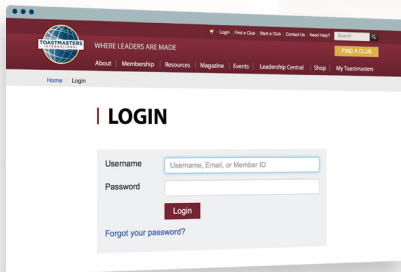 Login | Find a Club | Start a Club | Contact Us | Need Help?
Search
TOASTMASTERS
INTERNATIONAL
WHERE LEADERS ARE MADE
FIND A CLUB
About | Membership | Resources | Magazine | Events | Leadership Central | Shop | My Toastmasters
Home | Login
LOGIN
Username
Username, Email, or Member ID
Password
Login
Forgot your password?